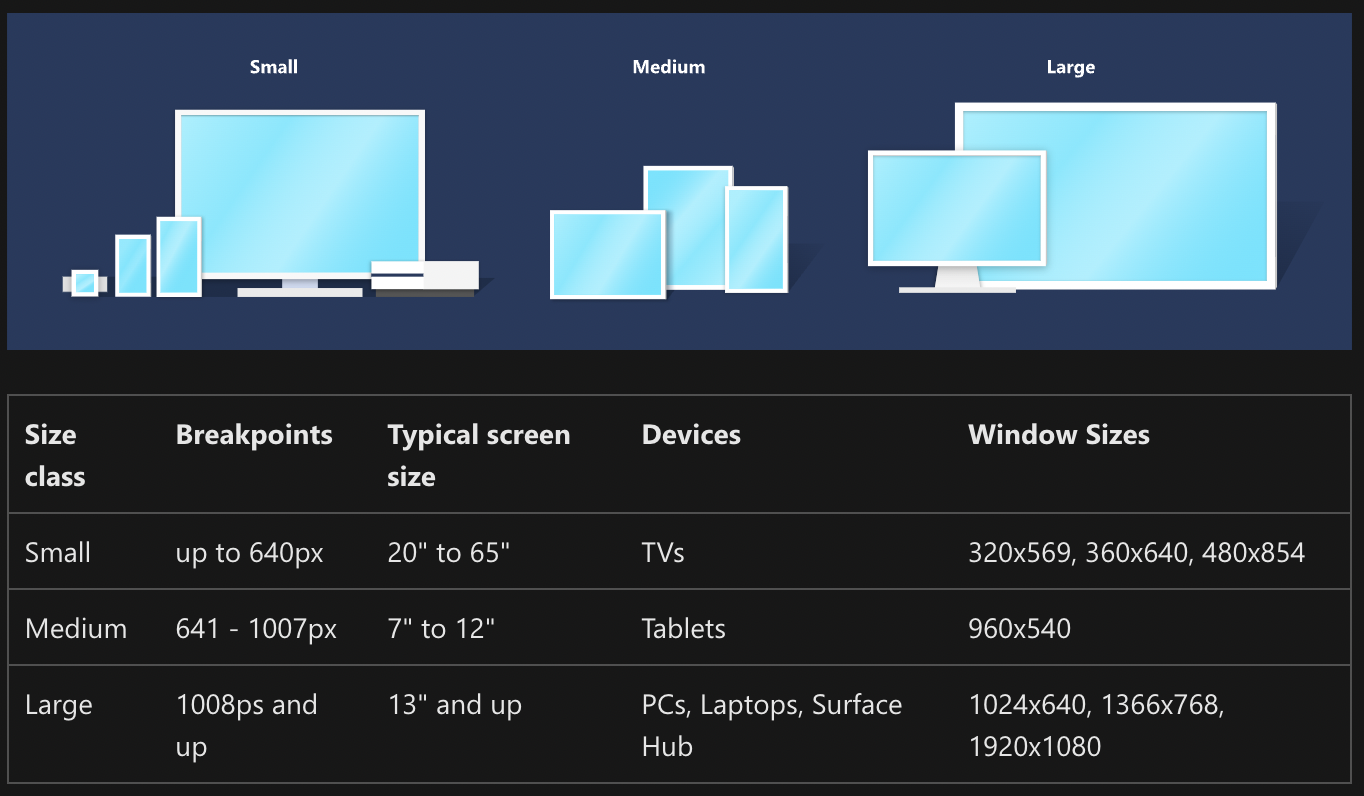 Small
Medium
Large
Size class
Breakpoints
Typical screen size
Devices
Window Sizes
Small
up to 640px
20" to 65"
TVs
320x569, 360x640, 480x854
Medium
641 - 1007px
7" to 12"
Tablets
960x540
Large
1008ps and up
13" and up
PCs, Laptops, Surface Hub
1024x640, 1366x768, 1920x1080